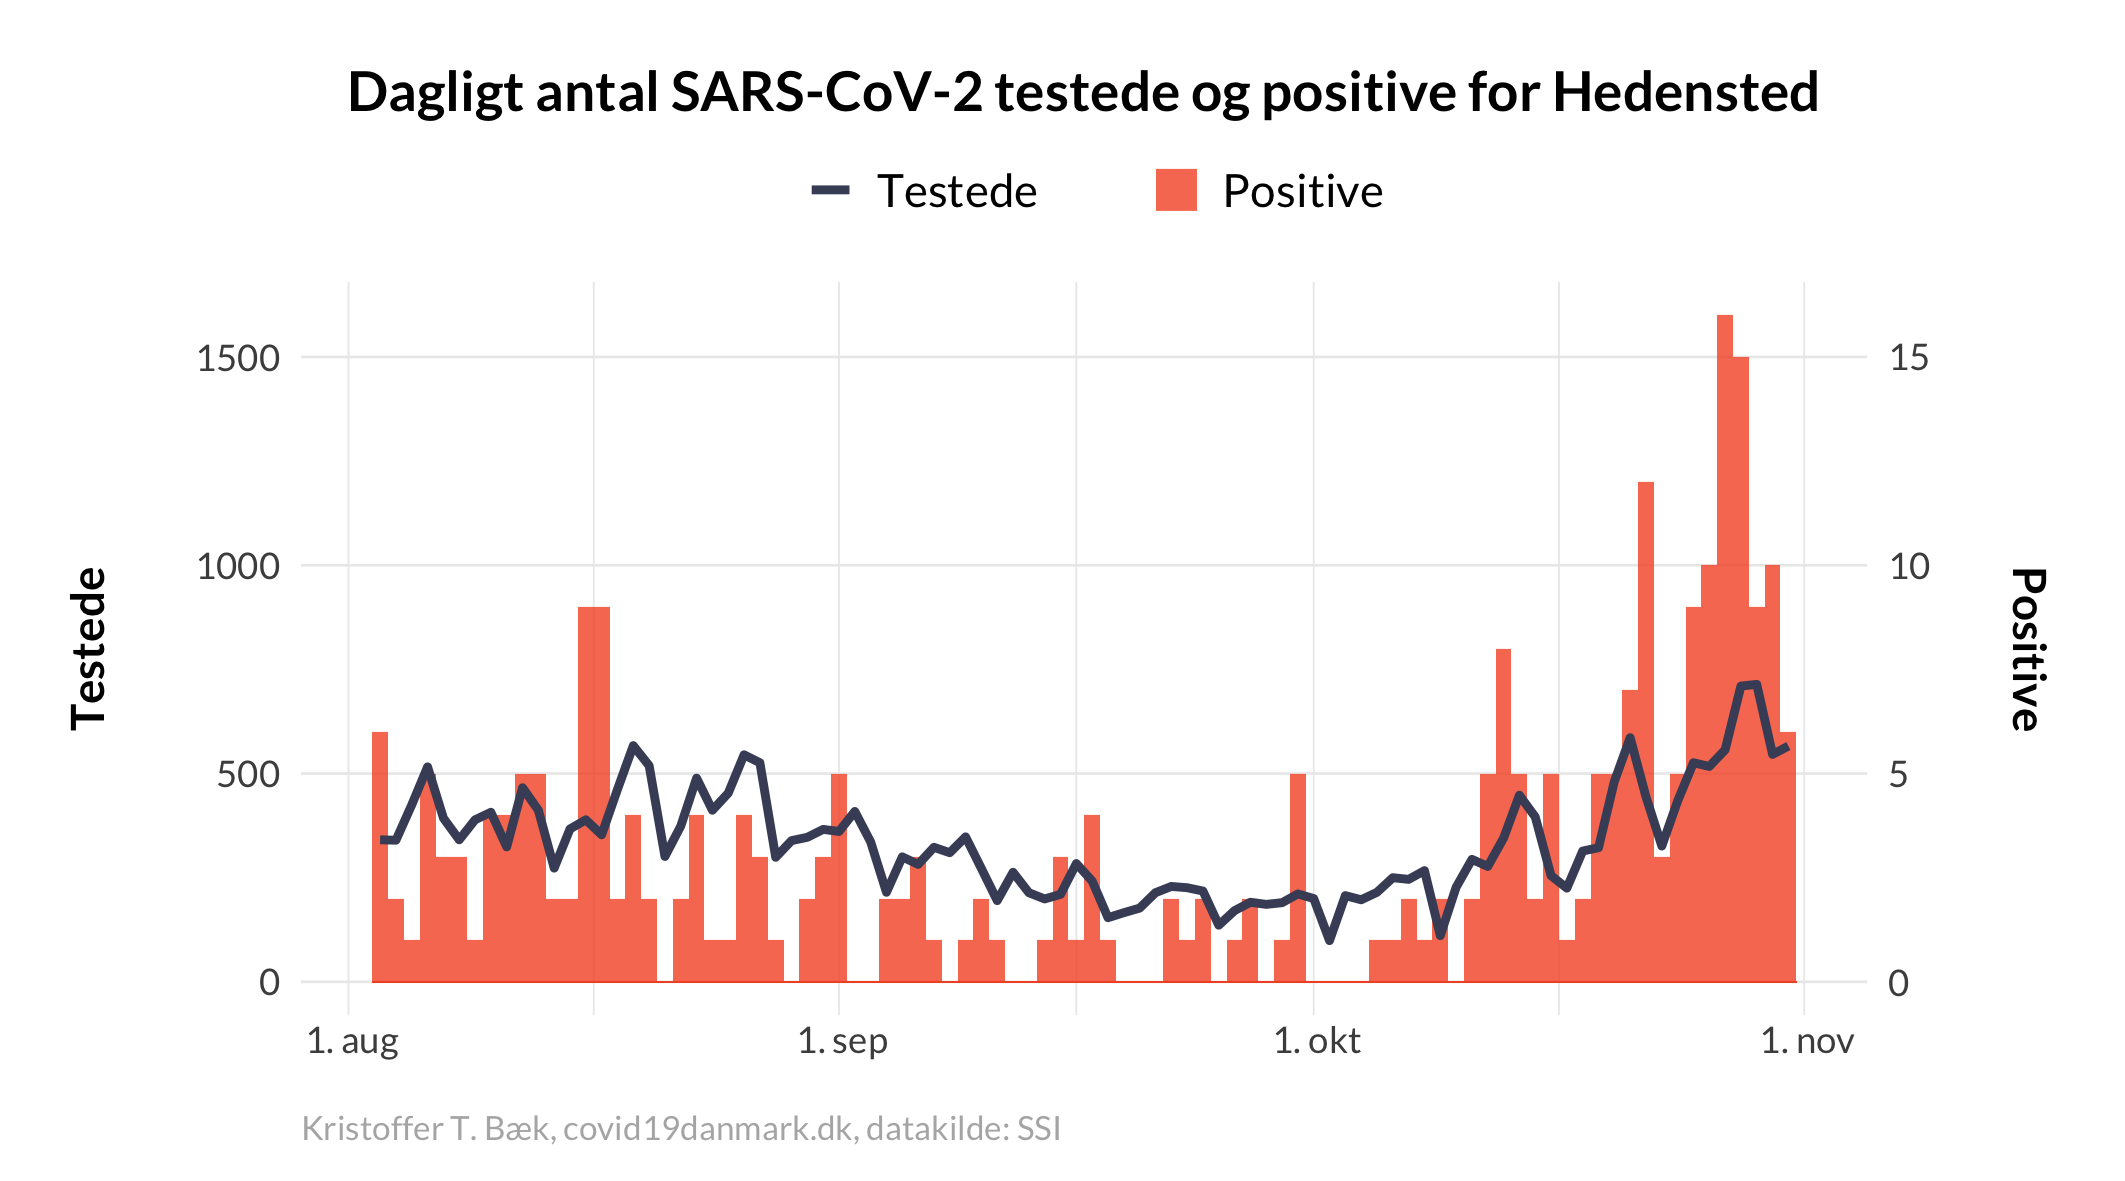 Dagligt antal SARS-CoV-2 testede og positive for Hedensted
Testede
Positive
1500
1000
500
0
Testede
15
10
5
0
Positive
1. aug
1. sep
1. okt
1. nov
Kristoffer T. Bæk, covid19danmark.dk, datakilde: SSI